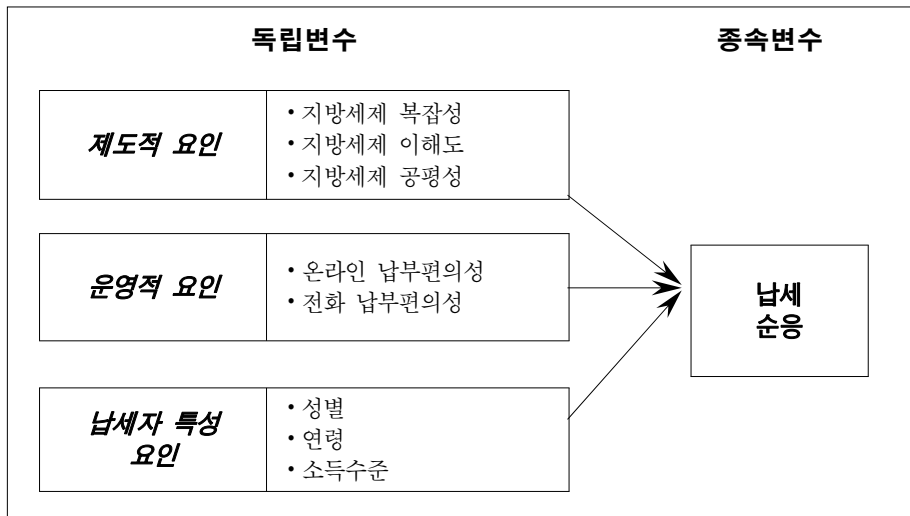 독립변수
종속변수
제도적 요인
• 지방세제 복잡성
• 지방세제 이해도
• 지방세제 공평성
운영적 요인
• 온라인 납부편의성
• 전화 납부편의성
납세자 특성
요인
• 성별
• 연령
• 소득수준
납세
순응